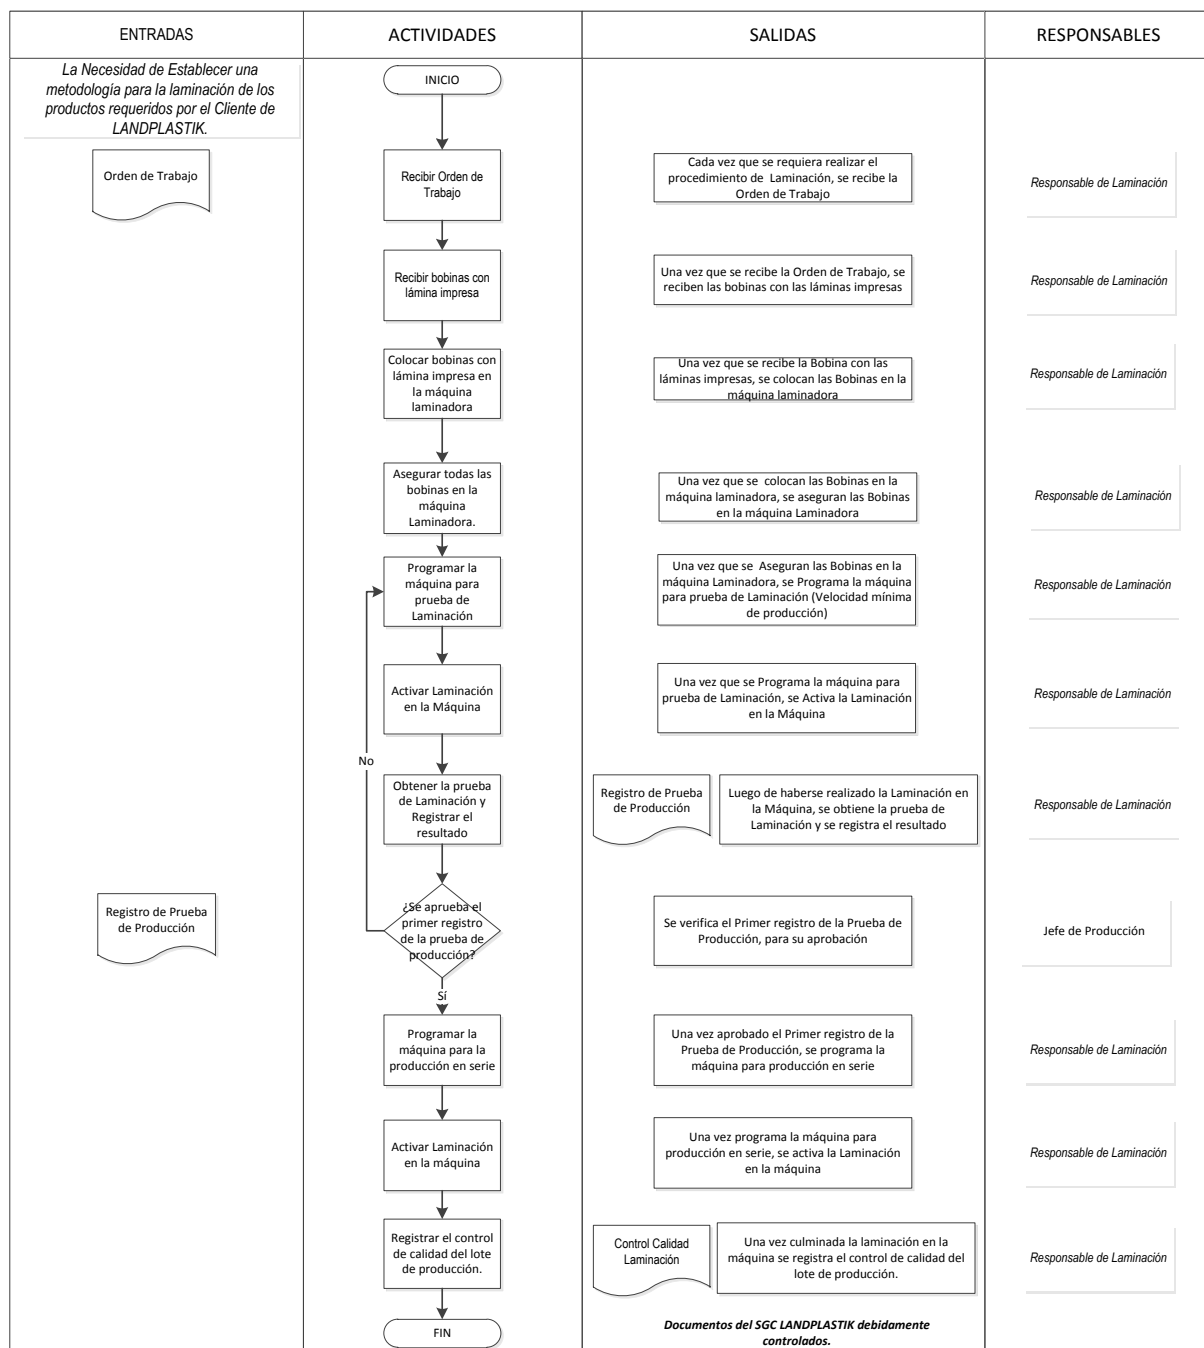 ENTRADAS
ACTIVIDADES
SALIDAS
RESPONSABLES
La Necesidad de Establecer una
metodología para la laminación de los
productos requeridos por el Cliente de
LANDPLASTIK.
INICIO
Orden de Trabajo
Recibir Orden de
Trabajo
Cada vez que se requiera realizar el
procedimiento de Laminación, se recibe la
Orden de Trabajo
Responsable de Laminación
Recibir bobinas con
lámina impresa
Una vez que se recibe la Orden de Trabajo, se
reciben las bobinas con las láminas impresas
Responsable de Laminación
Colocar bobinas con
lámina impresa en
la máquina
laminadora
Una vez que se recibe la Bobina con las
láminas impresas, se colocan las Bobinas en la
máquina laminadora
Responsable de Laminación
Asegurar todas las
bobinas en la
máquina
Laminadora.
Una vez que se colocan las Bobinas en la
máquina laminadora, se aseguran las Bobinas
en la máquina Laminadora
Responsable de Laminación
Programar la
máquina para
prueba de
Laminación
Una vez que se Aseguran las Bobinas en la
máquina Laminadora, se Programa la máquina
para prueba de Laminación (Velocidad mínima
de producción)
Responsable de Laminación
Activar Laminación
en la Máquina
Una vez que se Programa la máquina para
prueba de Laminación, se Activa la Laminación
en la Máquina
Responsable de Laminación
No
Obtener la prueba
de Laminación y
Registrar el
resultado
Registro de Prueba
de Producción
Luego de haberse realizado la Laminación en
la Máquina, se obtiene la prueba de
Laminación y se registra el resultado
Responsable de Laminación
Registro de Prueba
de Producción
¿Se aprueba el
primer registro
de la prueba de
producción?
Se verifica el Primer registro de la Prueba de
Producción, para su aprobación
Jefe de Producción
Sí
Programar la
máquina para la
producción en serie
Una vez aprobado el Primer registro de la
Prueba de Producción, se programa la
máquina para producción en serie
Responsable de Laminación
Activar Laminación
en la máquina
Una vez programa la máquina para
producción en serie, se activa la Laminación
en la máquina
Responsable de Laminación
Registrar el control
de calidad del lote
de producción.
Control Calidad
Laminación
Una vez culminada la laminación en la
máquina se registra el control de calidad del
lote de producción.
Responsable de Laminación
FIN
Documentos del SGC LANDPLASTIK debidamente
controlados.